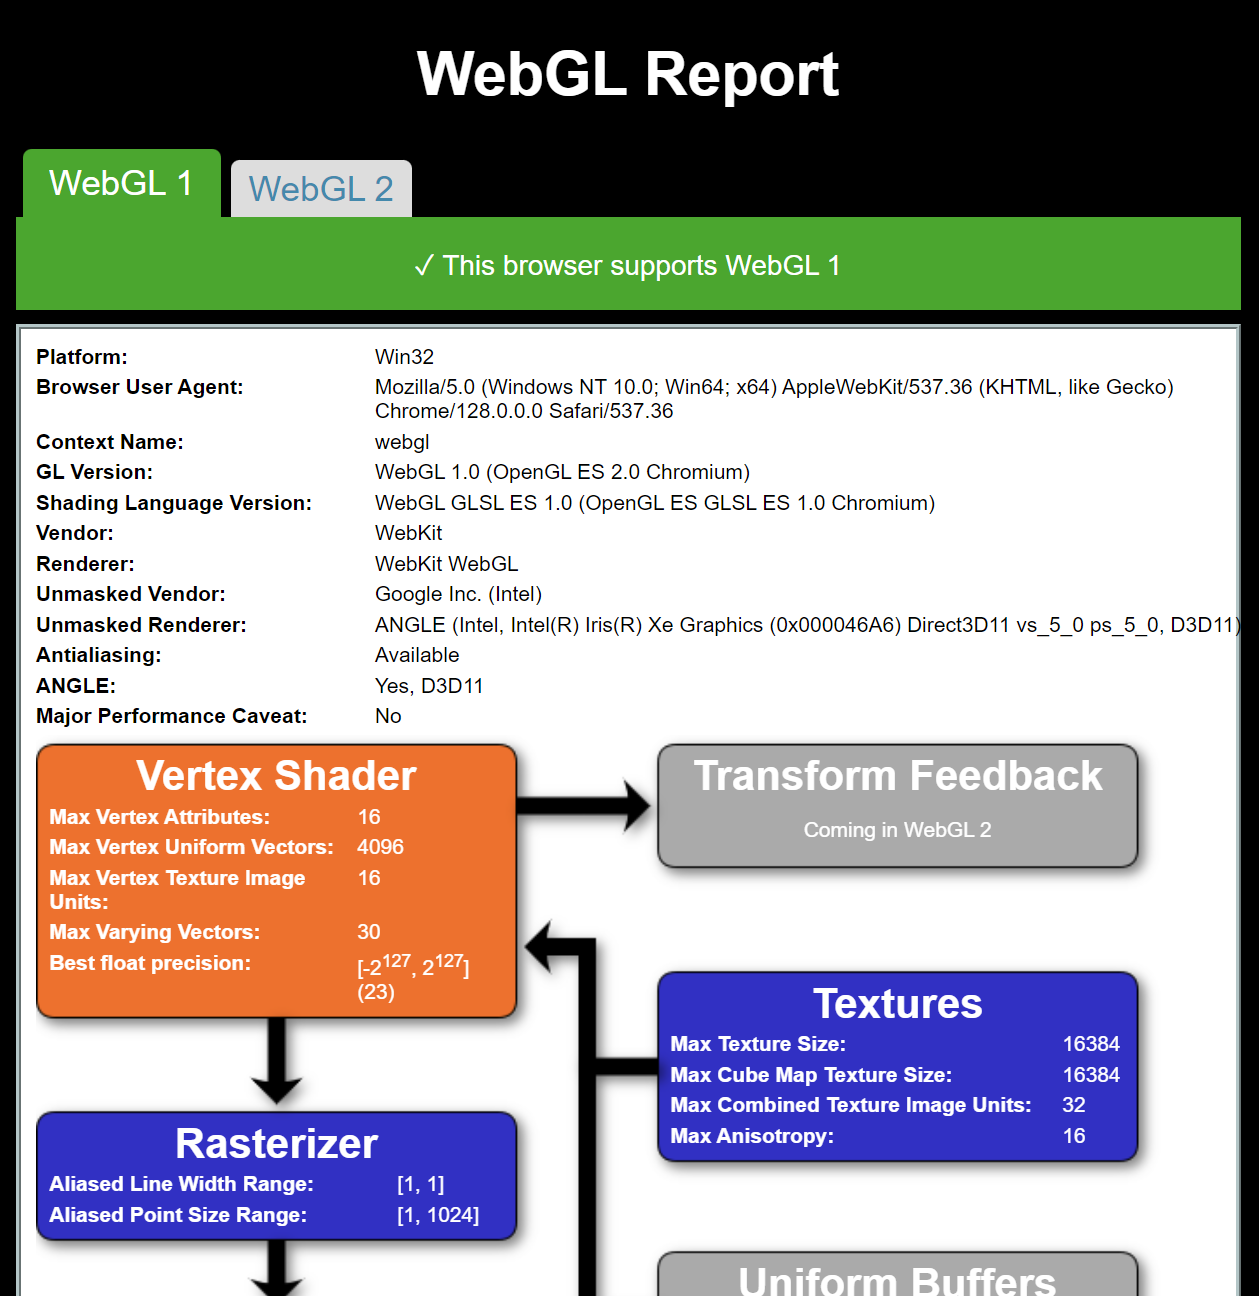 WebGL Report
WebGL 1
WebGL 2
✓ This browser supports WebGL 1
Platform: Win32
Browser User Agent: Mozilla/5.0 (Windows NT 10.0; Win64; x64) AppleWebKit/537.36 (KHTML, like Gecko)
Chrome/128.0.0.0 Safari/537.36
Context Name: webgl
GL Version: WebGL 1.0 (OpenGL ES 2.0 Chromium)
Shading Language Version: WebGL GLSL ES 1.0 (OpenGL ES GLSL ES 1.0 Chromium)
Vendor: WebKit
Renderer: WebKit WebGL
Unmasked Vendor: Google Inc. (Intel)
Unmasked Renderer: ANGLE (Intel, Intel(R) Iris(R) Xe Graphics (0x000046A6) Direct3D11 vs_5_0 ps_5_0, D3D11)
Antialiasing: Available
ANGLE: Yes, D3D11
Major Performance Caveat: No
Vertex Shader
Max Vertex Attributes: 16
Max Vertex Uniform Vectors: 4096
Max Vertex Texture Image 16
Units:
Max Varying Vectors: 30
Best float precision: [-2¹²⁷, 2¹²⁷]
(23)
Transform Feedback
Coming in WebGL 2
Textures
Max Texture Size: 16384
Max Cube Map Texture Size: 16384
Max Combined Texture Image Units: 32
Max Anisotropy: 16
Rasterizer
Aliased Line Width Range: [1, 1]
Aliased Point Size Range: [1, 1024]
Uniform Buffers